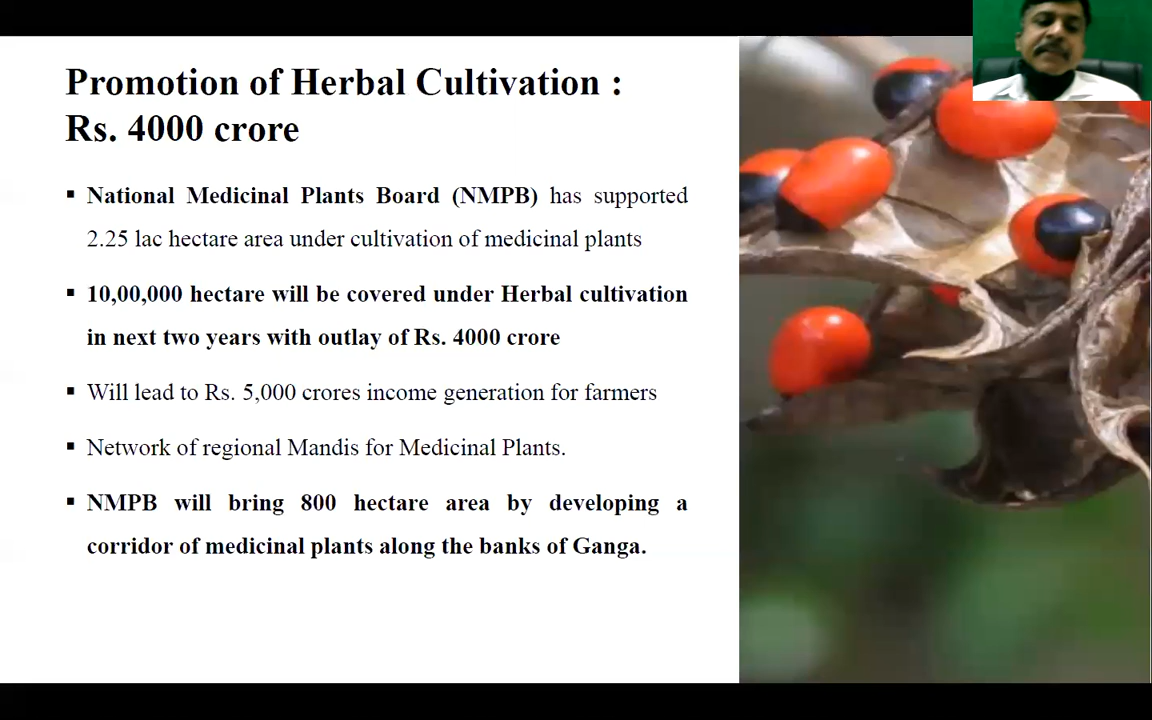 Promotion of Herbal Cultivation :
Rs. 4000 crore
▪ National Medicinal Plants Board (NMPB) has supported
2.25 lac hectare area under cultivation of medicinal plants
▪ 10,00,000 hectare will be covered under Herbal cultivation
in next two years with outlay of Rs. 4000 crore
▪ Will lead to Rs. 5,000 crores income generation for farmers
▪ Network of regional Mandis for Medicinal Plants.
▪ NMPB will bring 800 hectare area by developing a
corridor of medicinal plants along the banks of Ganga.